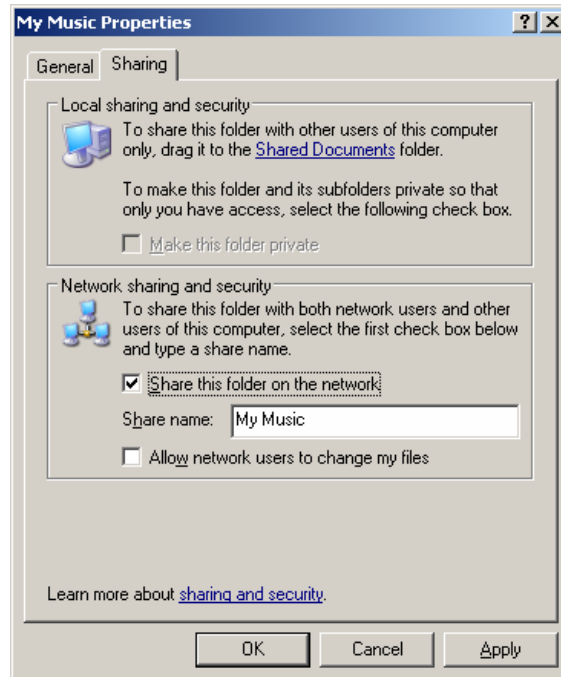 My Music Properties
General Sharing
Local sharing and security
To share this folder with other users of this computer
only, drag it to the Shared Documents folder.
To make this folder and its subfolders private so that
only you have access, select the following check box.
Make this folder private
Network sharing and security
To share this folder with both network users and other
users of this computer, select the first check box below
and type a share name.
Share this folder on the network
Share name: My Music
Allow network users to change my files
Learn more about sharing and security.
OK Cancel Apply